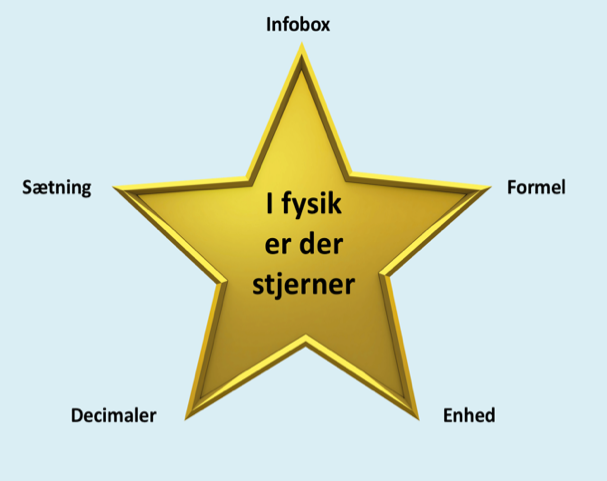 Infobox
Sætning
Formel
I fysik
er der
stjerner
Decimaler
Enhed